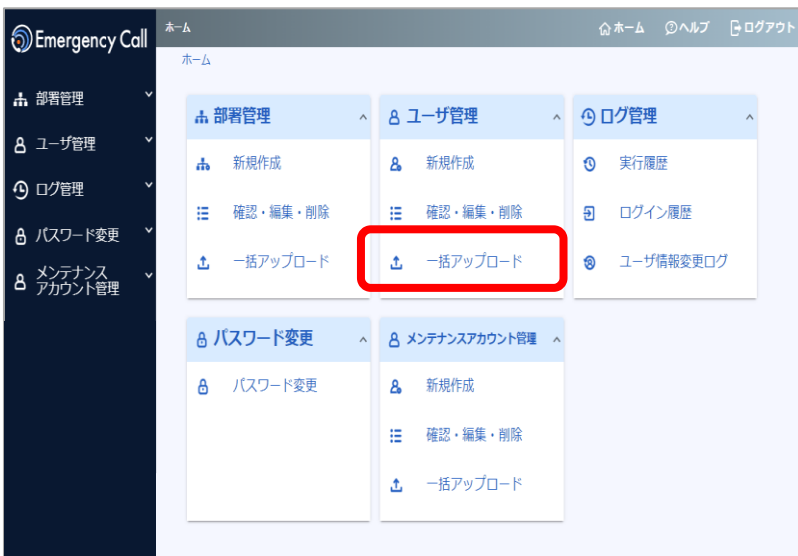 Emergency Call
部署管理
ユーザ管理
ログ管理
パスワード変更
メンテナンス
アカウント管理
ホーム
ホーム
ヘルプ
ログアウト
ホーム
部署管理
新規作成
確認・編集・削除
一括アップロード
ユーザ管理
新規作成
確認・編集・削除
一括アップロード
ログ管理
実行履歴
ログイン履歴
ユーザ情報変更ログ
パスワード変更
パスワード変更
メンテナンスアカウント管理
新規作成
確認・編集・削除
一括アップロード